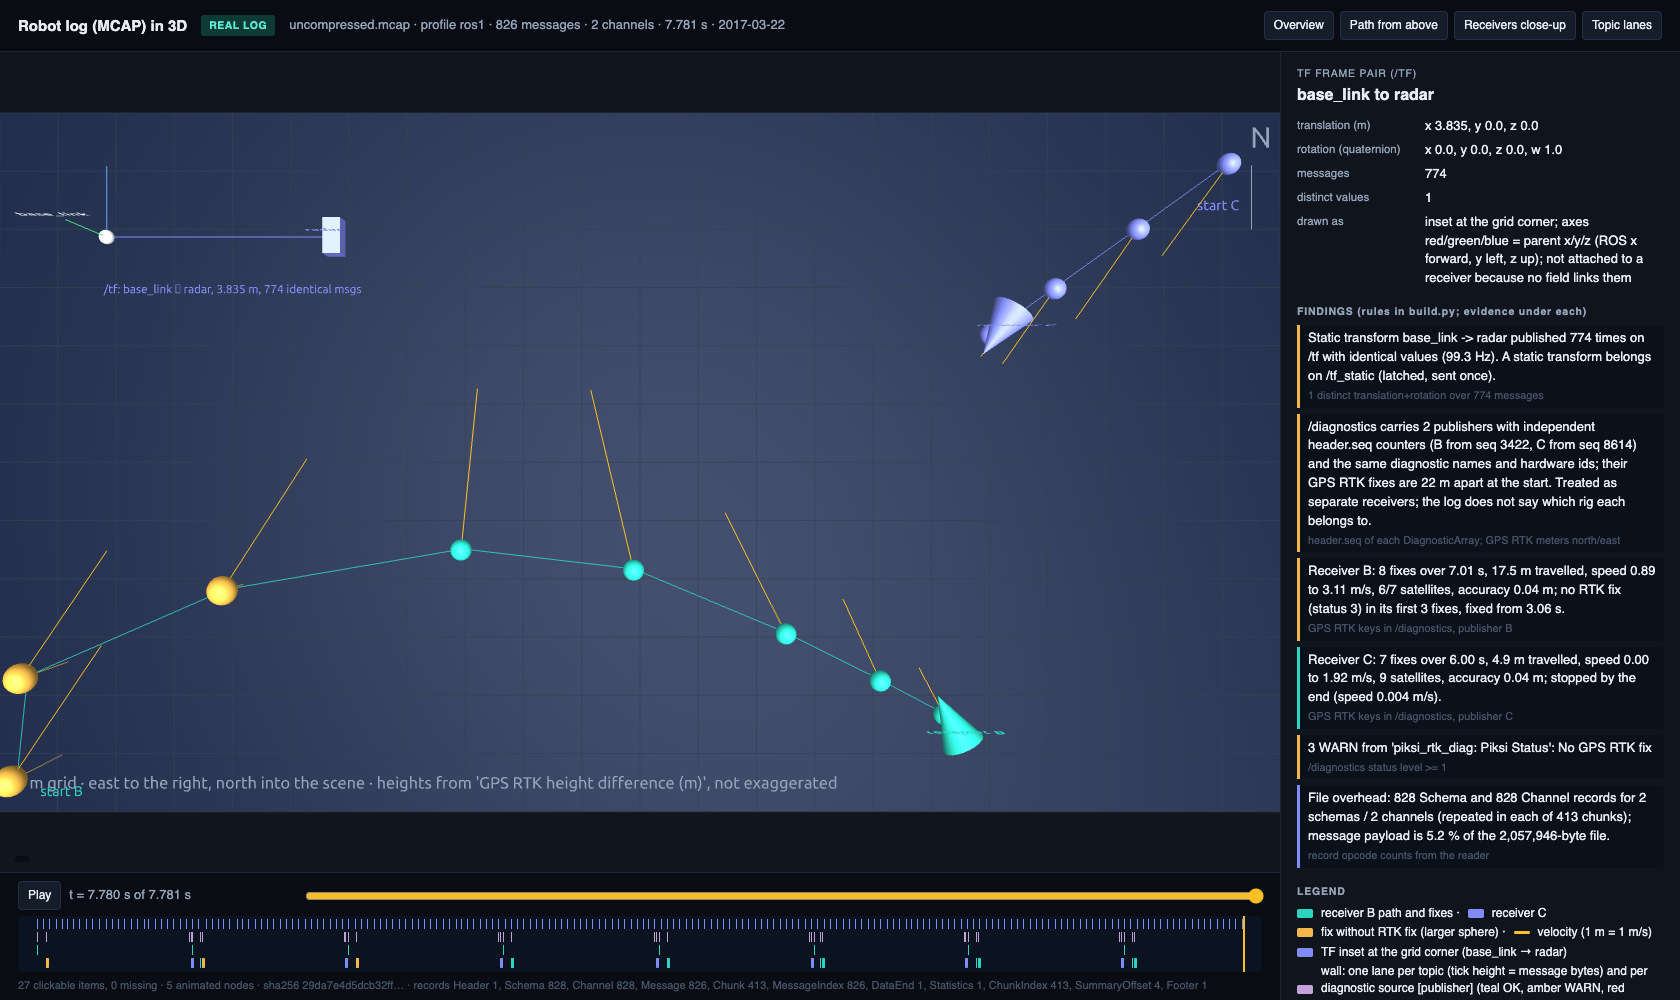 Robot log (MCAP) in 3D
REAL LOG
uncompressed.mcap · profile ros1 · 826 messages · 2 channels · 7.781 s · 2017-03-22
Overview
Path from above
Receivers close-up
Topic lanes
N
start C
/tf: base_link ▯ radar, 3.835 m, 774 identical msgs
m grid · east to the right, north into the scene · heights from 'GPS RTK height difference (m)', not exaggerated
start B
TF FRAME PAIR (/TF)
base_link to radar
translation (m) x 3.835, y 0.0, z 0.0
rotation (quaternion) x 0.0, y 0.0, z 0.0, w 1.0
messages 774
distinct values 1
drawn as inset at the grid corner; axes
red/green/blue = parent x/y/z (ROS x
forward, y left, z up); not attached to a
receiver because no field links them
FINDINGS (rules in build.py; evidence under each)
Static transform base_link -> radar published 774 times on
/tf with identical values (99.3 Hz). A static transform belongs
on /tf_static (latched, sent once).
1 distinct translation+rotation over 774 messages
/diagnostics carries 2 publishers with independent
header.seq counters (B from seq 3422, C from seq 8614)
and the same diagnostic names and hardware ids; their
GPS RTK fixes are 22 m apart at the start. Treated as
separate receivers; the log does not say which rig each
belongs to.
header.seq of each DiagnosticArray; GPS RTK meters north/east
Receiver B: 8 fixes over 7.01 s, 17.5 m travelled, speed 0.89
to 3.11 m/s, 6/7 satellites, accuracy 0.04 m; no RTK fix
(status 3) in its first 3 fixes, fixed from 3.06 s.
GPS RTK keys in /diagnostics, publisher B
Receiver C: 7 fixes over 6.00 s, 4.9 m travelled, speed 0.00
to 1.92 m/s, 9 satellites, accuracy 0.04 m; stopped by the
end (speed 0.004 m/s).
GPS RTK keys in /diagnostics, publisher C
3 WARN from 'piksi_rtk_diag: Piksi Status': No GPS RTK fix
/diagnostics status level >= 1
File overhead: 828 Schema and 828 Channel records for 2
schemas / 2 channels (repeated in each of 413 chunks);
message payload is 5.2 % of the 2,057,946-byte file.
record opcode counts from the reader
LEGEND
receiver B path and fixes · receiver C
fix without RTK fix (larger sphere) · velocity (1 m = 1 m/s)
TF inset at the grid corner (base_link → radar)
wall: one lane per topic (tick height = message bytes) and per
diagnostic source [publisher] (teal OK, amber WARN, red
Play
t = 7.780 s of 7.781 s
27 clickable items, 0 missing · 5 animated nodes · sha256 29da7e4d5dcb32ff… · records Header 1, Schema 828, Channel 828, Message 826, Chunk 413, MessageIndex 826, DataEnd 1, Statistics 1, ChunkIndex 413, SummaryOffset 4, Footer 1